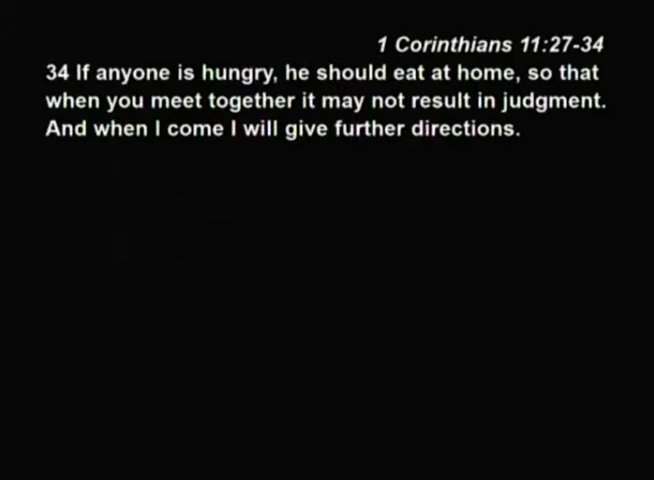 1 Corinthians 11:27-34
34 If anyone is hungry, he should eat at home, so that
when you meet together it may not result in judgment.
And when I come I will give further directions.